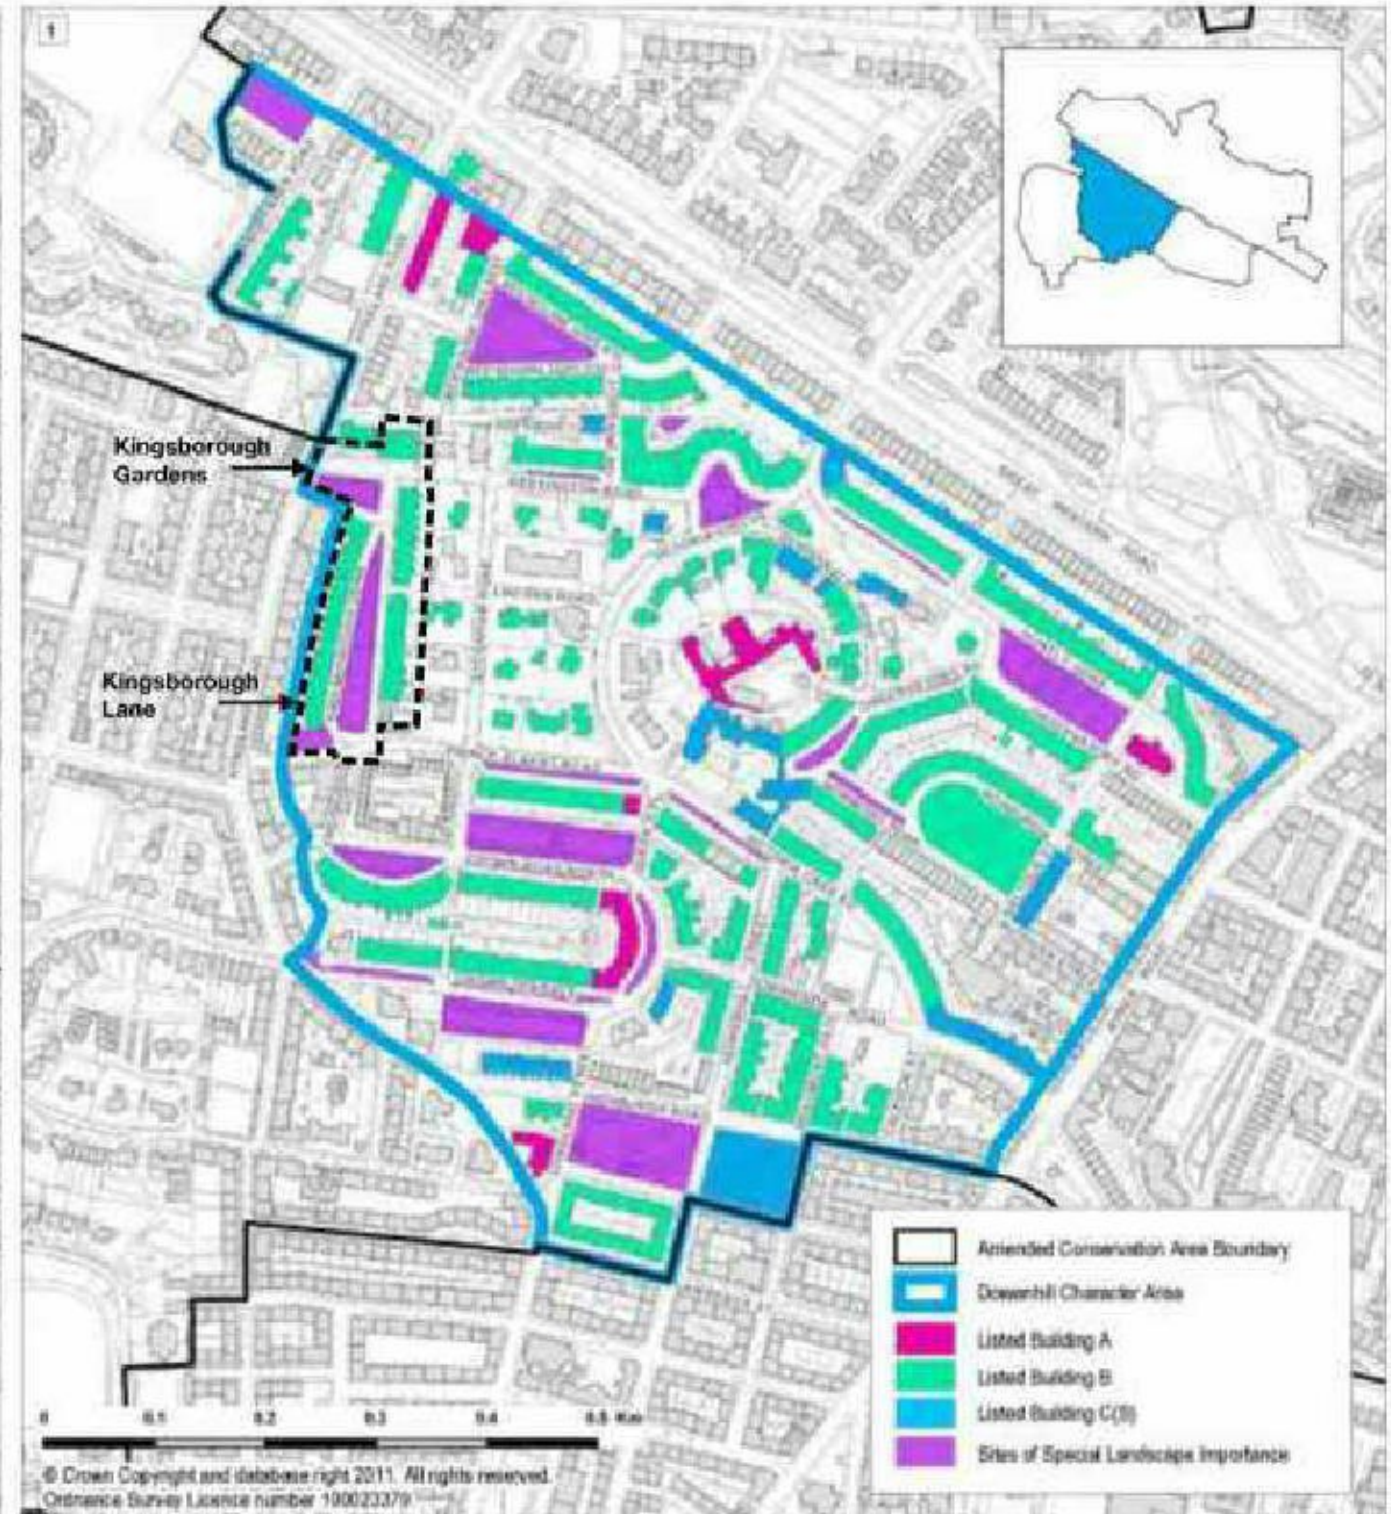 1
Kingsborough
Gardens
Kingsborough
Lane
Amended Conservation Area Boundary
Dowanhill Character Area
Listed Building A
Listed Building B
Listed Building C(S)
Sites of Special Landscape Importance
0 0.1 0.2 0.3 0.4 0.5 Km
© Crown Copyright and database right 2011. All rights reserved.
Ordnance Survey Licence number 100023379